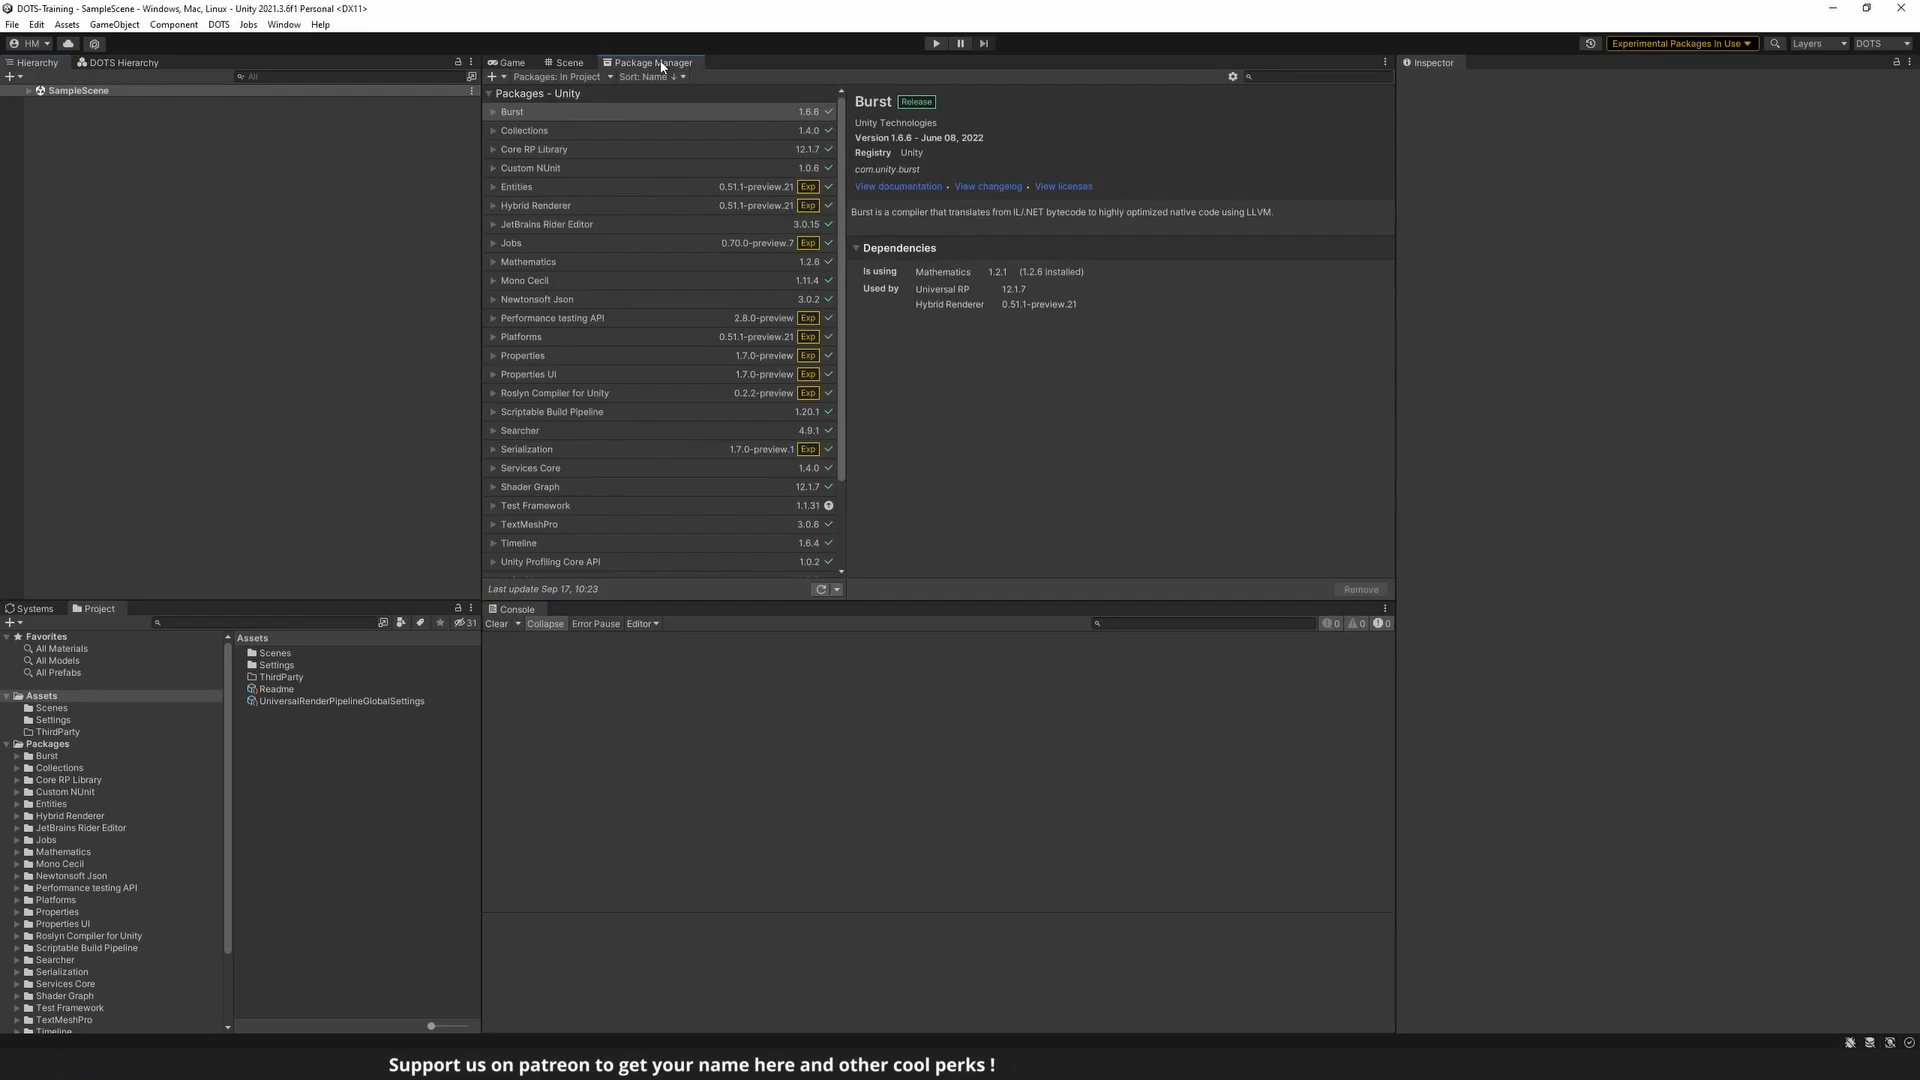 DOTS-Training - SampleScene - Windows, Mac, Linux - Unity 2021.3.6f1 Personal <DX11>
File Edit Assets GameObject Component DOTS Jobs Window Help
HM Experimental Packages In Use Layers DOTS
Hierarchy DOTS Hierarchy
All
SampleScene
Game Scene Package Manager
Packages: In Project Sort: Name ↓
Packages - Unity
Burst 1.6.6
Collections 1.4.0
Core RP Library 12.1.7
Custom NUnit 1.0.6
Entities 0.51.1-preview.21 Exp
Hybrid Renderer 0.51.1-preview.21 Exp
JetBrains Rider Editor 3.0.15
Jobs 0.70.0-preview.7 Exp
Mathematics 1.2.6
Mono Cecil 1.11.4
Newtonsoft Json 3.0.2
Performance testing API 2.8.0-preview Exp
Platforms 0.51.1-preview.21 Exp
Properties 1.7.0-preview Exp
Properties UI 1.7.0-preview Exp
Roslyn Compiler for Unity 0.2.2-preview Exp
Scriptable Build Pipeline 1.20.1
Searcher 4.9.1
Serialization 1.7.0-preview.1 Exp
Services Core 1.4.0
Shader Graph 12.1.7
Test Framework 1.1.31
TextMeshPro 3.0.6
Timeline 1.6.4
Unity Profiling Core API 1.0.2
Last update Sep 17, 10:23
Burst Release
Unity Technologies
Version 1.6.6 - June 08, 2022
Registry Unity
com.unity.burst
View documentation • View changelog • View licenses
Burst is a compiler that translates from IL/.NET bytecode to highly optimized native code using LLVM.
Dependencies
Is using Mathematics 1.2.1 (1.2.6 installed)
Used by Universal RP 12.1.7
Hybrid Renderer 0.51.1-preview.21
Remove
Inspector
Systems Project
31
Favorites
All Materials
All Models
All Prefabs
Assets
Scenes
Settings
ThirdParty
Packages
Burst
Collections
Core RP Library
Custom NUnit
Entities
Hybrid Renderer
JetBrains Rider Editor
Jobs
Mathematics
Mono Cecil
Newtonsoft Json
Performance testing API
Platforms
Properties
Properties UI
Roslyn Compiler for Unity
Scriptable Build Pipeline
Searcher
Serialization
Services Core
Shader Graph
Test Framework
TextMeshPro
Timeline
Assets
Scenes
Settings
ThirdParty
Readme
UniversalRenderPipelineGlobalSettings
Console
Clear Collapse Error Pause Editor
0 0 0
Support us on patreon to get your name here and other cool perks !